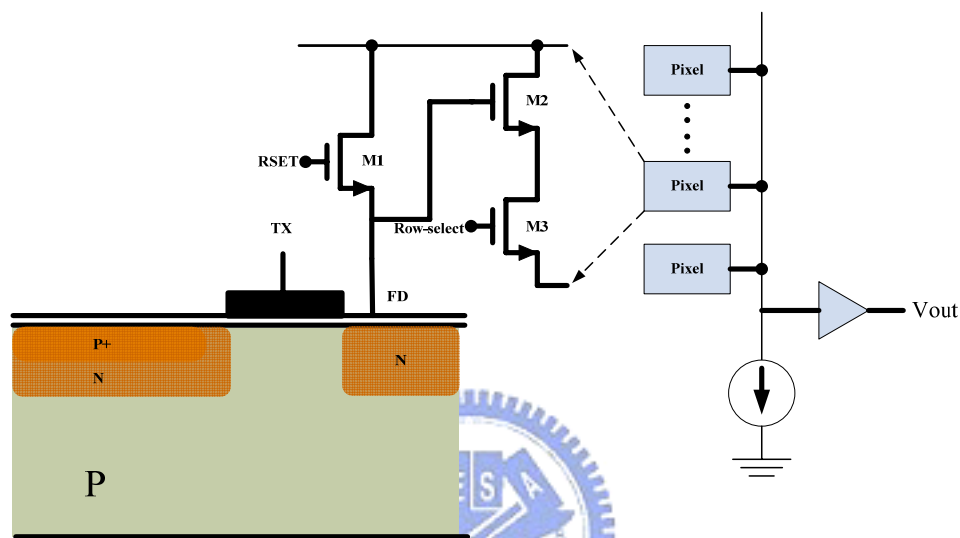 Pixel
M2
M1
RSET
Pixel
Row-select
M3
TX
Pixel
FD
Vout
P+
N
N
P
E S A